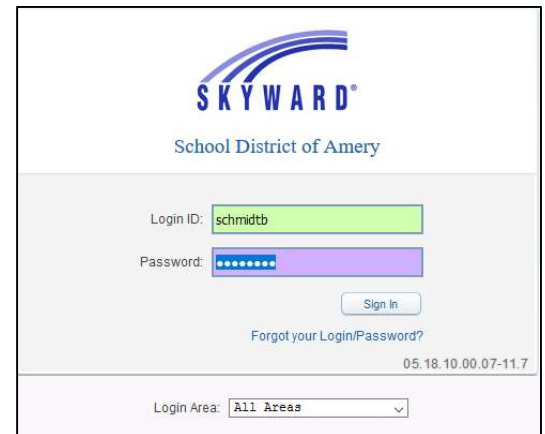 SKYWARD®
School District of Amery
Login ID: schmidtb
Password: ●●●●●●●●
Sign In
Forgot your Login/Password?
05.18.10.00.07-11.7
Login Area: All Areas